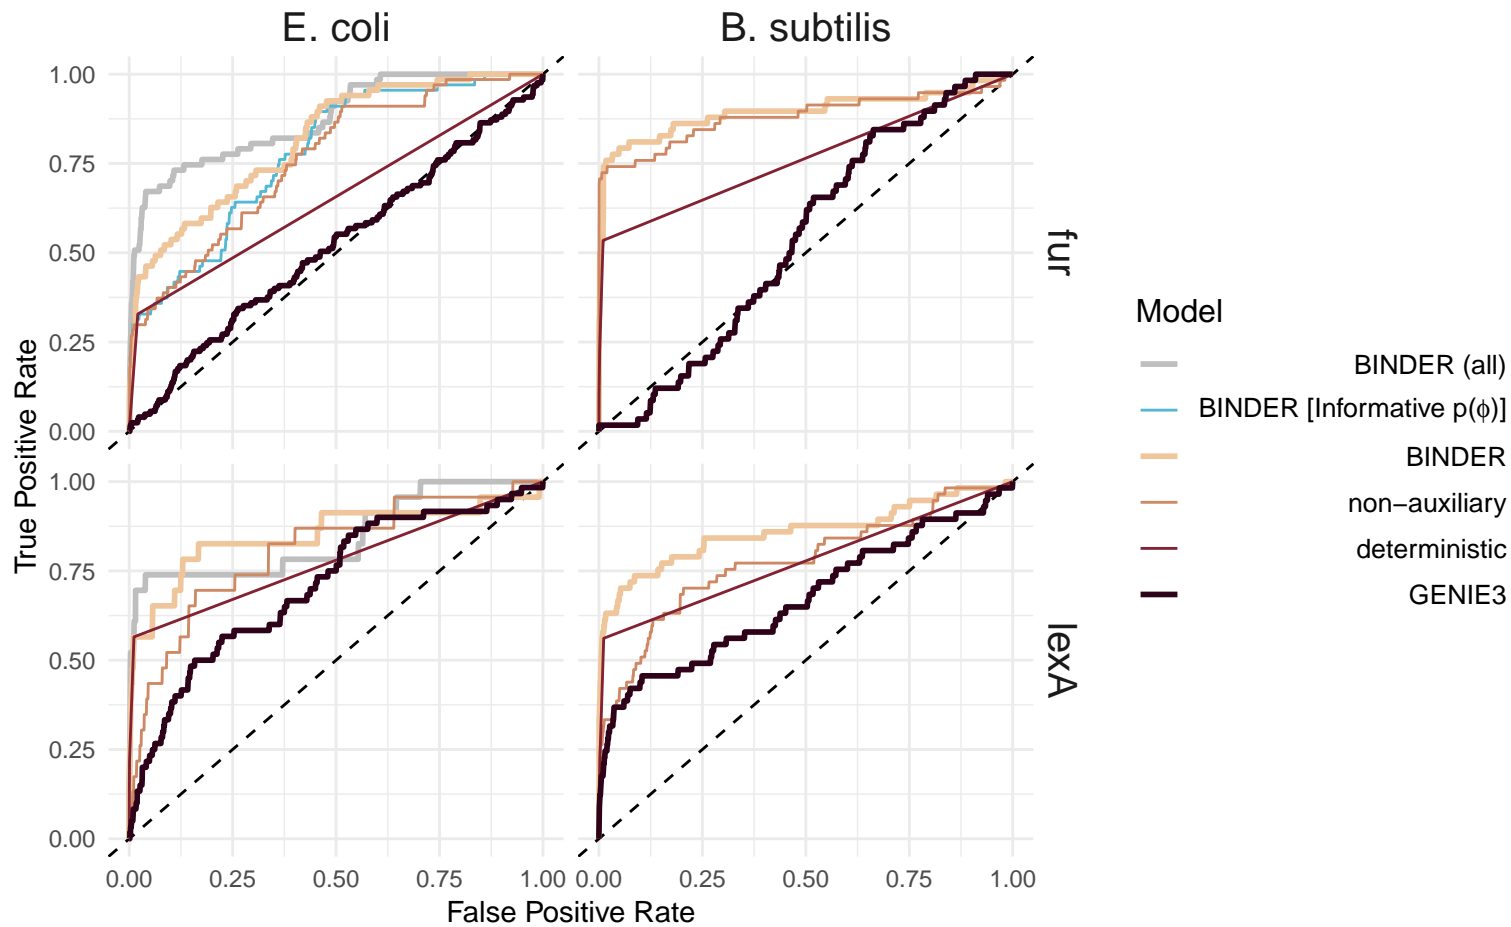 E. coli
B. subtilis
True Positive Rate
1.00
0.75
0.50
0.25
0.00
fur
1.00
0.75
0.50
0.25
0.00
lexA
0.00 0.25 0.50 0.75 1.00
0.00 0.25 0.50 0.75 1.00
False Positive Rate
Model
BINDER (all)
BINDER [Informative p(ϕ)]
BINDER
non−auxiliary
deterministic
GENIE3